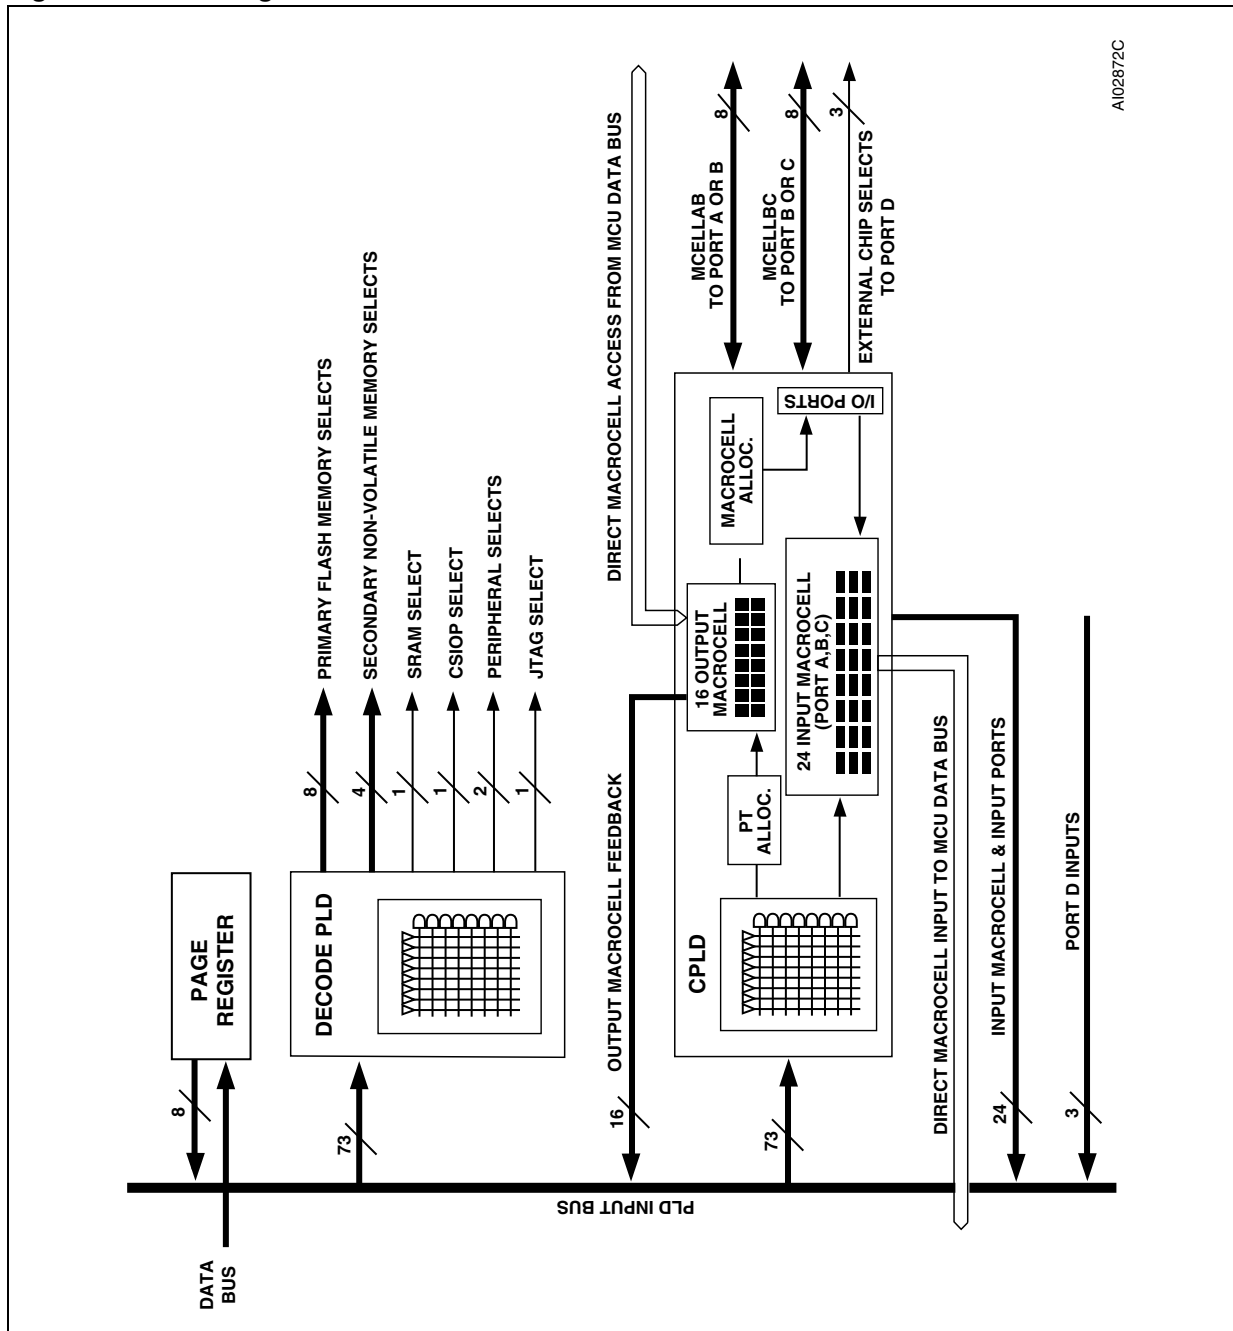 AI02872C
DATA
BUS
8
PAGE
REGISTER
73
DECODE PLD
8
PRIMARY FLASH MEMORY SELECTS
4
SECONDARY NON-VOLATILE MEMORY SELECTS
1
SRAM SELECT
1
CSIOP SELECT
2
PERIPHERAL SELECTS
1
JTAG SELECT
PLD INPUT BUS
16
OUTPUT MACROCELL FEEDBACK
DIRECT MACROCELL ACCESS FROM MCU DATA BUS
73
CPLD
PT
ALLOC.
16 OUTPUT
MACROCELL
MACROCELL
ALLOC.
I/O PORTS
24 INPUT MACROCELL
(PORT A,B,C)
MCELLAB
TO PORT A OR B
8
MCELLBC
TO PORT B OR C
8
EXTERNAL CHIP SELECTS
TO PORT D
3
DIRECT MACROCELL INPUT TO MCU DATA BUS
24
INPUT MACROCELL & INPUT PORTS
3
PORT D INPUTS